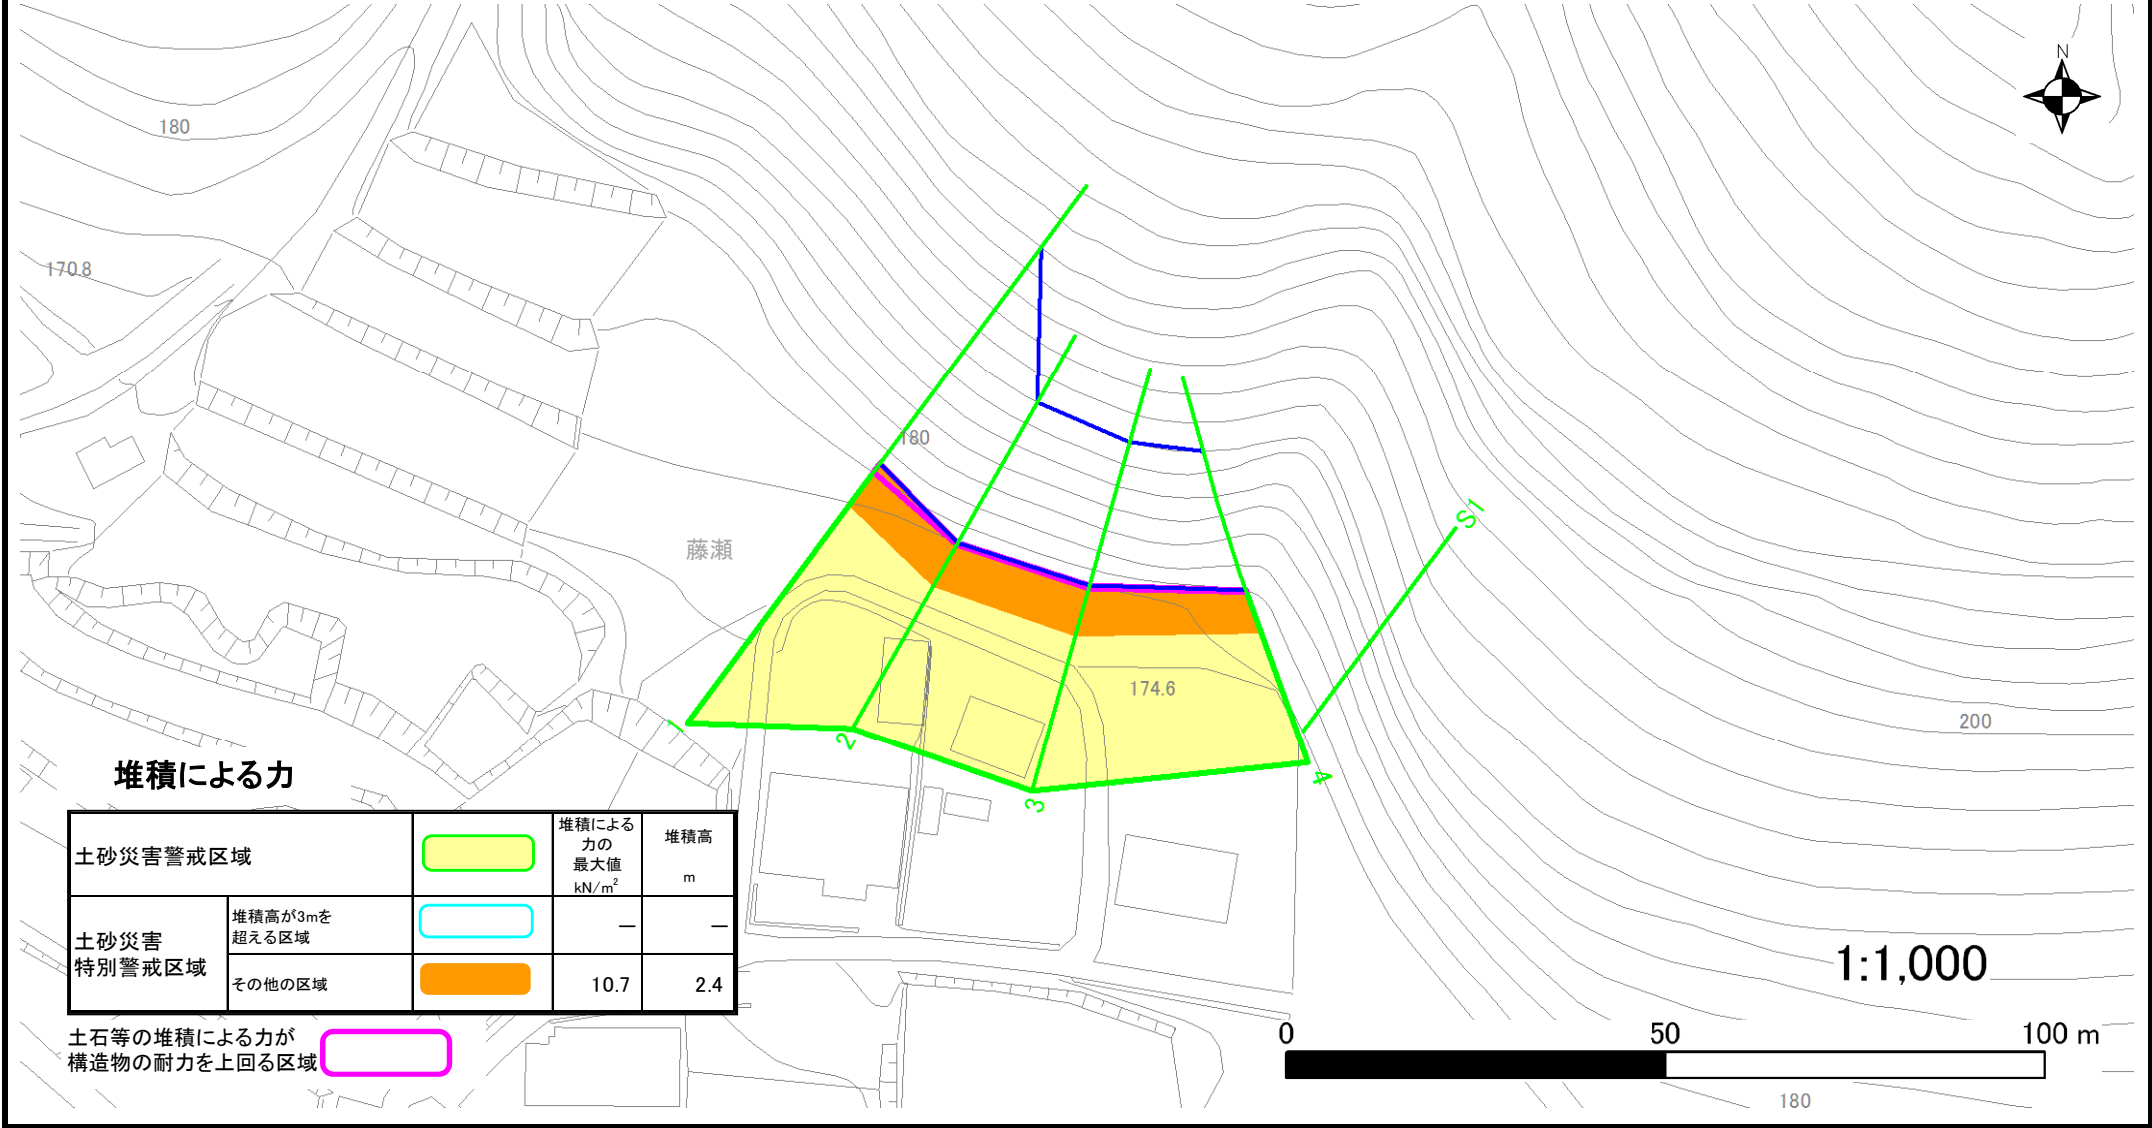 N
180
170.8
180
藤瀬
S1
174.6
200
1
2
3
4
堆積による力
土砂災害警戒区域
堆積による
力の
最大値
kN/m²
堆積高
m
土砂災害
特別警戒区域
堆積高が3mを
超える区域
— —
その他の区域
10.7 2.4
土石等の堆積による力が
構造物の耐力を上回る区域
1:1,000
0 50 100 m
180